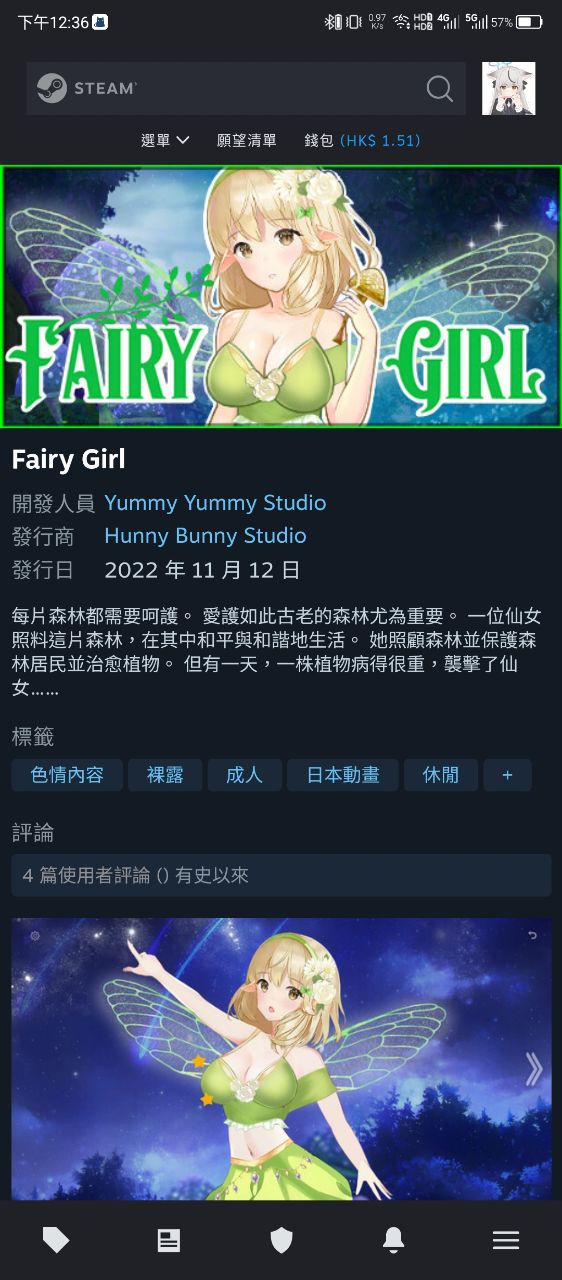 下午12:36
0.97
K/s
HD1
HD2
4G
5G
57%
STEAM
選單
願望清單
錢包 (HK$ 1.51)
FAIRY GIRL
Fairy Girl
開發人員 Yummy Yummy Studio
發行商 Hunny Bunny Studio
發行日 2022 年 11 月 12 日
每片森林都需要呵護。 愛護如此古老的森林尤為重要。 一位仙女
照料這片森林，在其中和平與和諧地生活。 她照顧森林並保護森
林居民並治愈植物。 但有一天，一株植物病得很重，襲擊了仙
女......
標籤
色情內容
裸露
成人
日本動畫
休閒
+
評論
4 篇使用者評論 () 有史以來